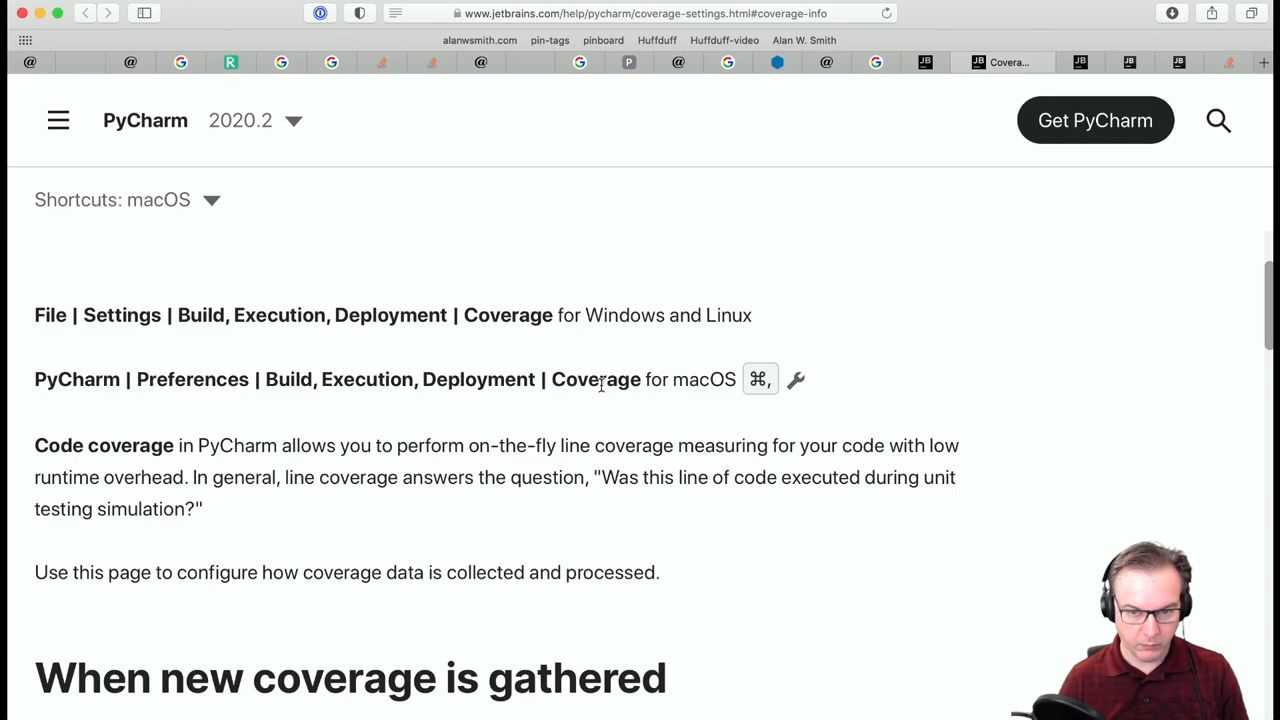 www.jetbrains.com/help/pycharm/coverage-settings.html#coverage-info
alanwsmith.com pin-tags pinboard Huffduff Huffduff-video Alan W. Smith
Covera...
PyCharm 2020.2 Get PyCharm
Shortcuts: macOS
File | Settings | Build, Execution, Deployment | Coverage for Windows and Linux
PyCharm | Preferences | Build, Execution, Deployment | Coverage for macOS ⌘,
Code coverage in PyCharm allows you to perform on-the-fly line coverage measuring for your code with low
runtime overhead. In general, line coverage answers the question, "Was this line of code executed during unit
testing simulation?"
Use this page to configure how coverage data is collected and processed.
When new coverage is gathered